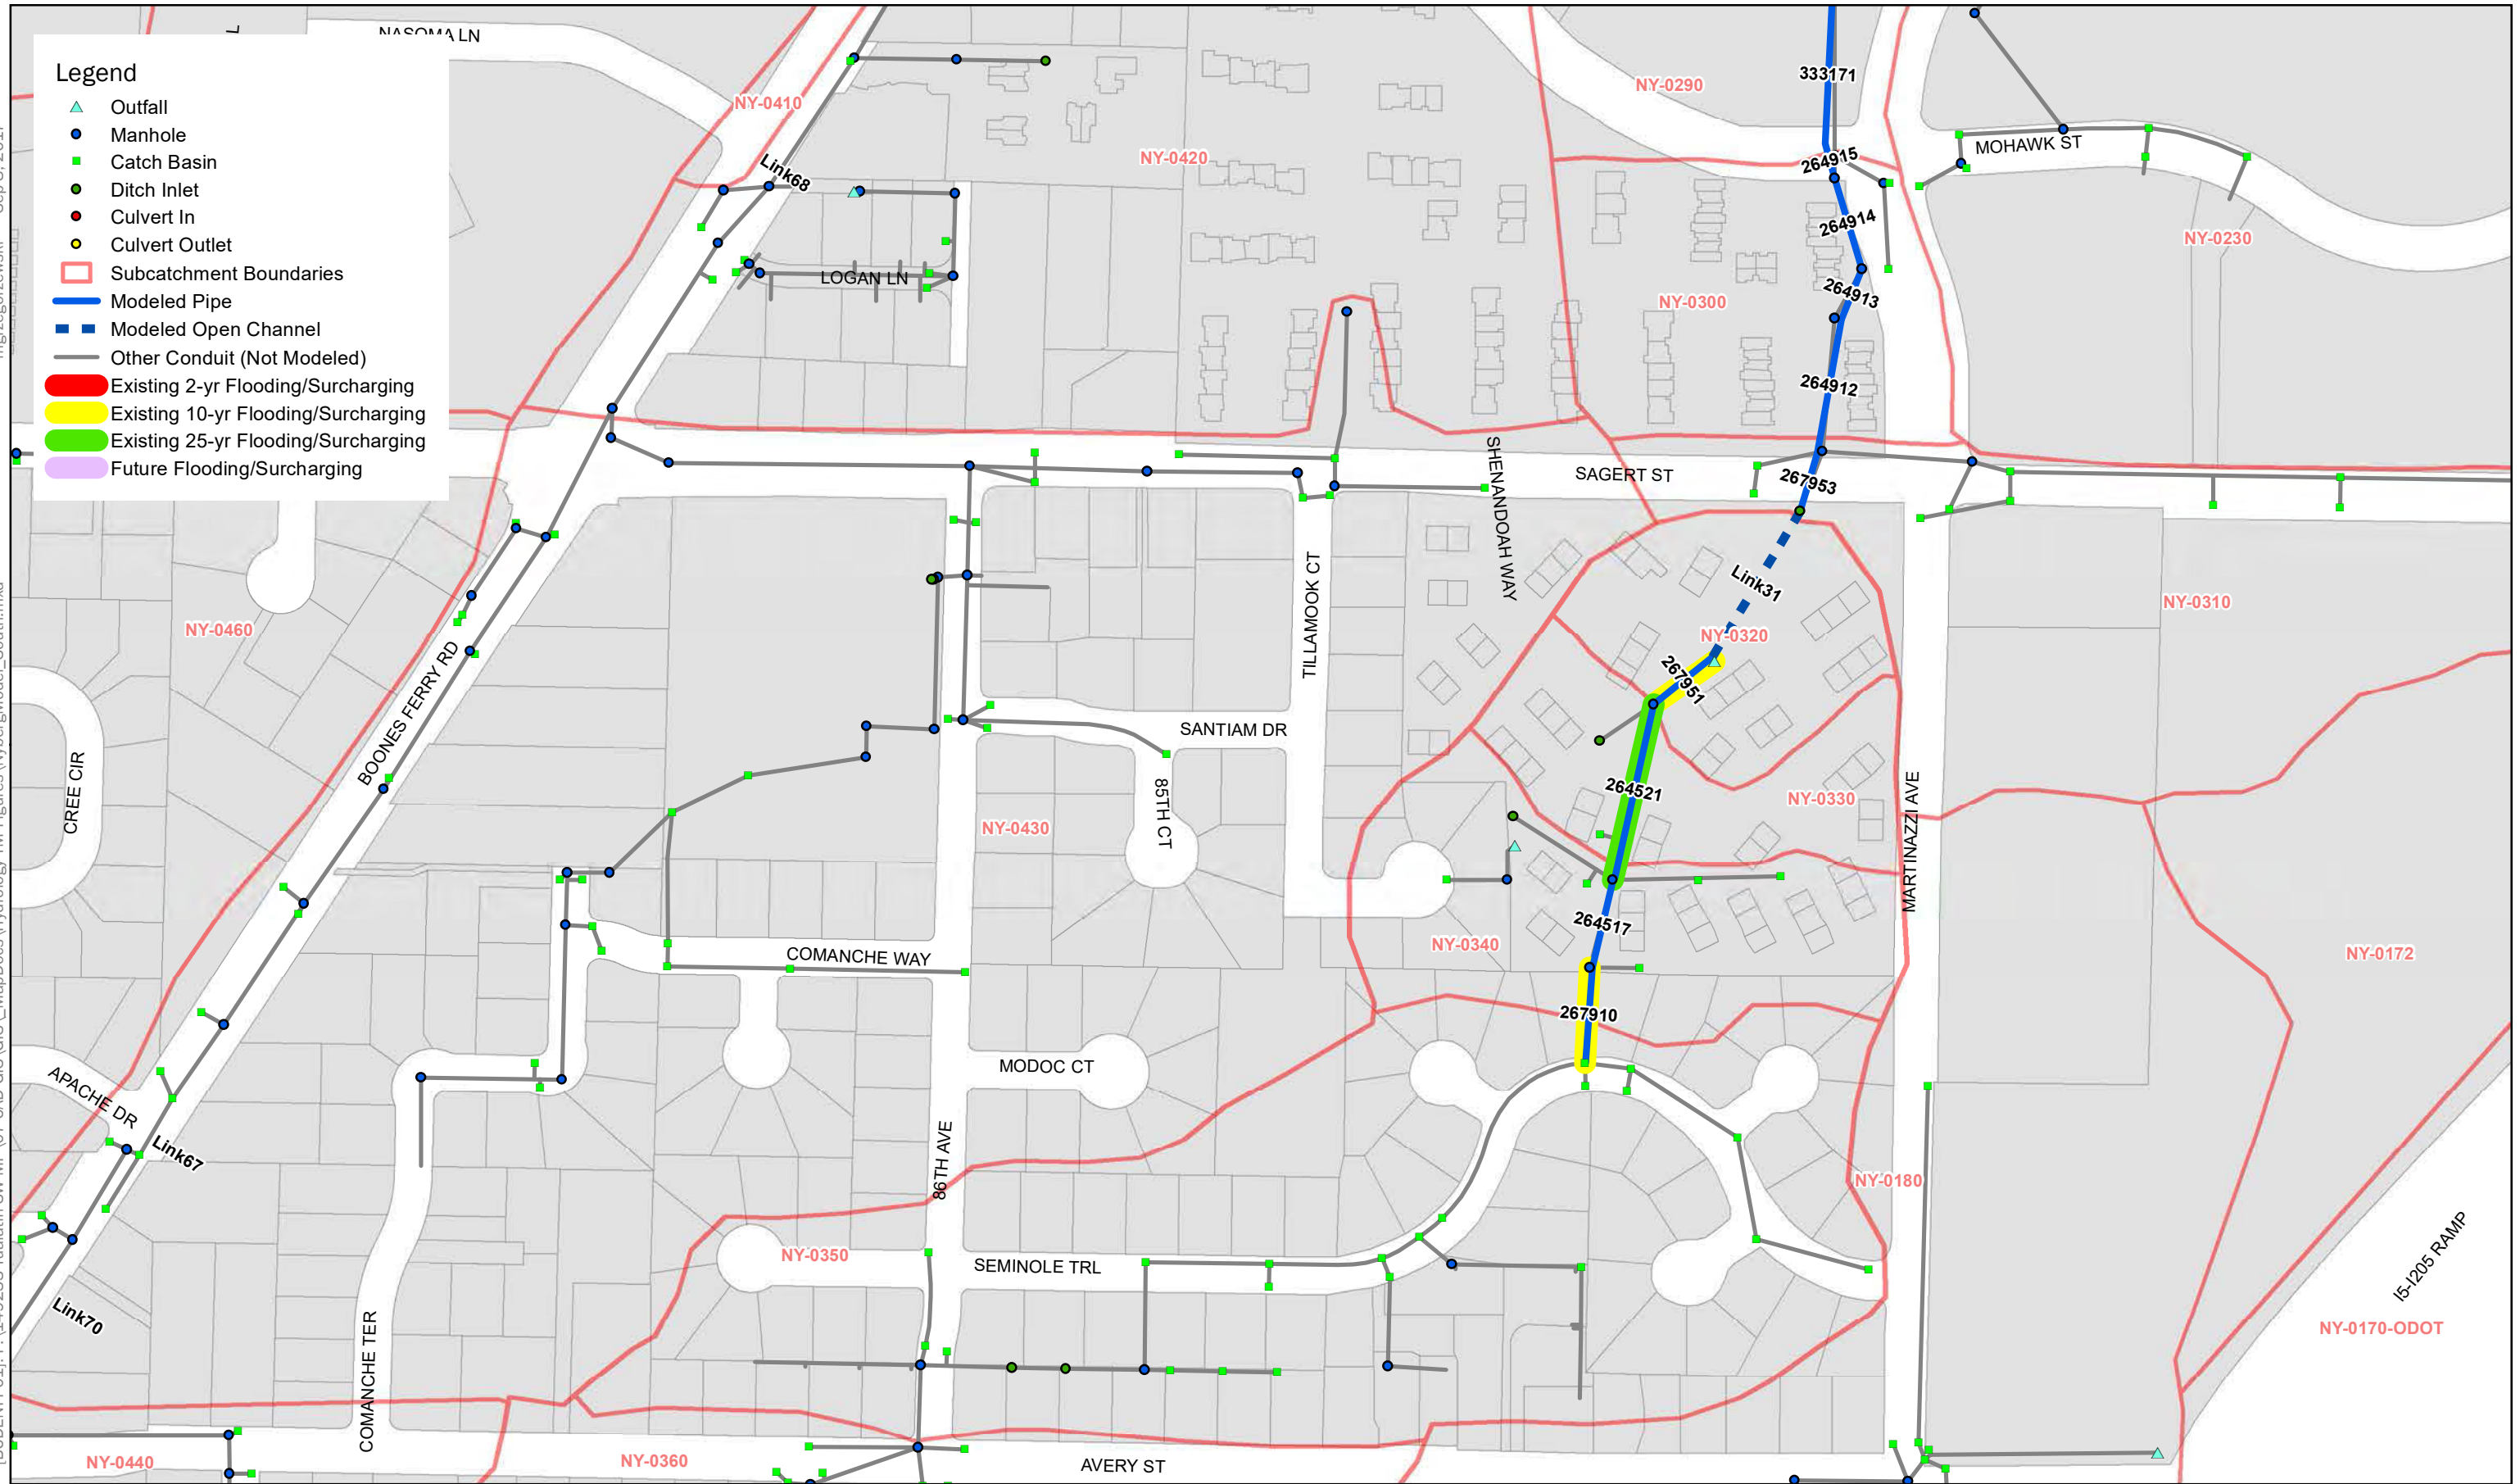 NASOMA LN
L
Legend
Outfall
Manhole
Catch Basin
Ditch Inlet
Culvert In
Culvert Outlet
Subcatchment Boundaries
Modeled Pipe
Modeled Open Channel
Other Conduit (Not Modeled)
Existing 2-yr Flooding/Surcharging
Existing 10-yr Flooding/Surcharging
Existing 25-yr Flooding/Surcharging
Future Flooding/Surcharging
333171
NY-0290
NY-0410
NY-0420
MOHAWK ST
264915
Link68
264914
NY-0230
LOGAN LN
264913
NY-0300
264912
SHENANDOAH WAY
SAGERT ST
267953
TILLAMOOK CT
Link31
NY-0310
NY-0460
NY-0320
BOONES FERRY RD
267951
SANTIAM DR
CREE CIR
85TH CT
264521
NY-0330
MARTINAZZI AVE
NY-0430
264517
NY-0340
COMANCHE WAY
NY-0172
267910
MODOC CT
APACHE DR
Link67
86TH AVE
NY-0180
NY-0350
SEMINOLE TRL
I5-I205 RAMP
Link70
NY-0170-ODOT
COMANCHE TER
NY-0440
NY-0360
AVERY ST